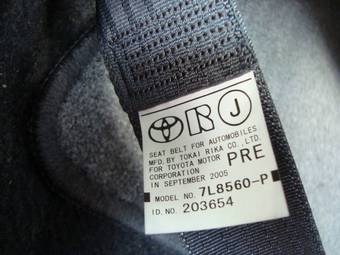 R J
SEAT BELT FOR AUTOMOBILES
MFD. BY TOKAI RIKA CO., LTD.
FOR TOYOTA MOTOR PRE
CORPORATION
IN SEPTEMBER 2005
MODEL NO. 7L8560-P
ID.NO. 203654